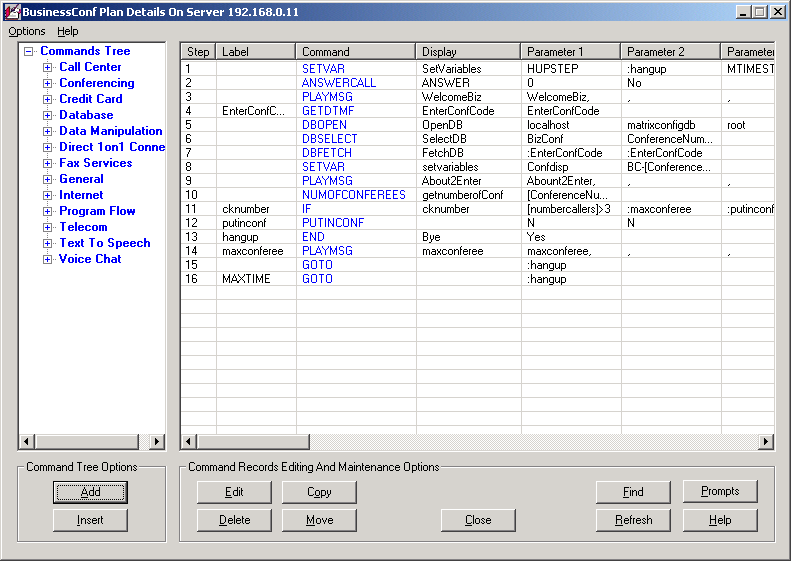 BusinessConf Plan Details On Server 192.168.0.11
Options Help
Commands Tree
Call Center
Conferencing
Credit Card
Database
Data Manipulation
Direct 1on1 Conne
Fax Services
General
Internet
Program Flow
Telecom
Text To Speech
Voice Chat
Step Label Command Display Parameter 1 Parameter 2 Parameter
1 SETVAR SetVariables HUPSTEP :hangup MTIMEST
2 ANSWERCALL ANSWER 0 No
3 PLAYMSG WelcomeBiz WelcomeBiz, , ,
4 EnterConfC... GETDTMF EnterConfCode EnterConfCode
5 DBOPEN OpenDB localhost matrixconfigdb root
6 DBSELECT SelectDB BizConf ConferenceNum...
7 DBFETCH FetchDB :EnterConfCode :EnterConfCode
8 SETVAR setvariables Confdisp BC-[Conference...
9 PLAYMSG About2Enter Abount2Enter, , ,
10 NUMOFCONFEREES getnumberofConf [ConferenceNu...
11 cknumber IF cknumber [numbercallers]>3 :maxconferee :putinconf
12 putinconf PUTINCONF N N
13 hangup END Bye Yes
14 maxconferee PLAYMSG maxconferee maxconferee, , ,
15 GOTO :hangup
16 MAXTIME GOTO :hangup
Command Tree Options
Add
Insert
Command Records Editing And Maintenance Options
Edit Copy Find Prompts
Delete Move Close Refresh Help